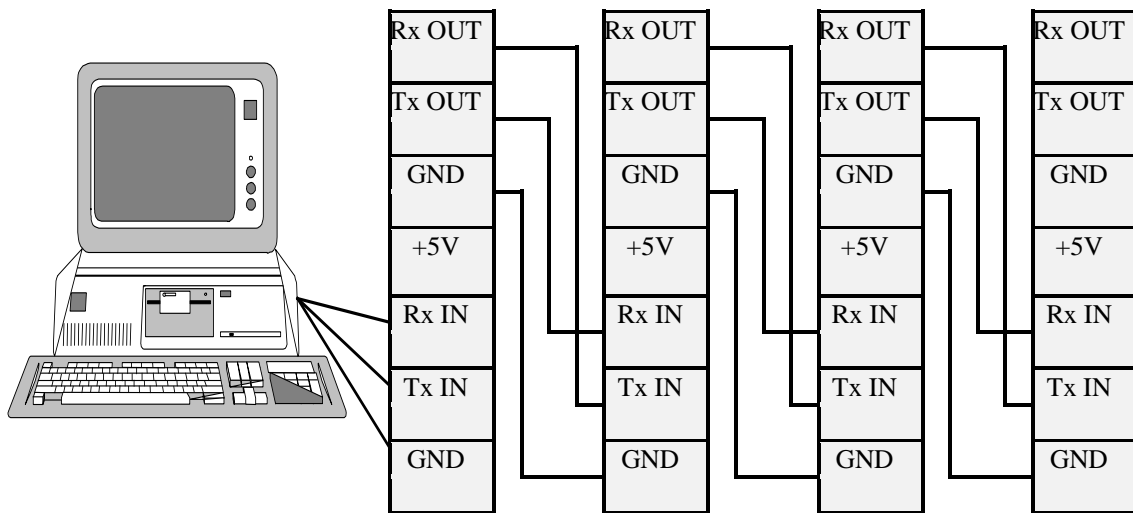 Rx OUT Rx OUT Rx OUT Rx OUT
Tx OUT Tx OUT Tx OUT Tx OUT
GND GND GND GND
+5V +5V +5V +5V
Rx IN Rx IN Rx IN Rx IN
Tx IN Tx IN Tx IN Tx IN
GND GND GND GND